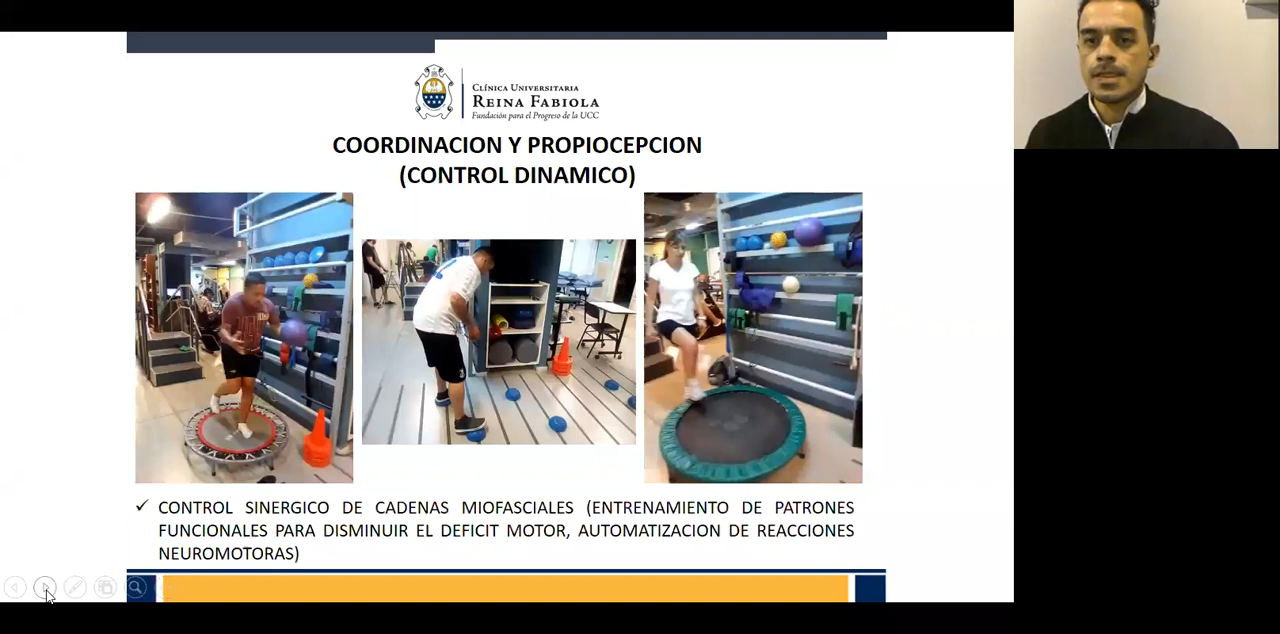 CLÍNICA UNIVERSITARIA
REINA FABIOLA
Fundación para el Progreso de la UCC
COORDINACION Y PROPIOCEPCION
(CONTROL DINAMICO)
✓ CONTROL SINERGICO DE CADENAS MIOFASCIALES (ENTRENAMIENTO DE PATRONES
FUNCIONALES PARA DISMINUIR EL DEFICIT MOTOR, AUTOMATIZACION DE REACCIONES
NEUROMOTORAS)